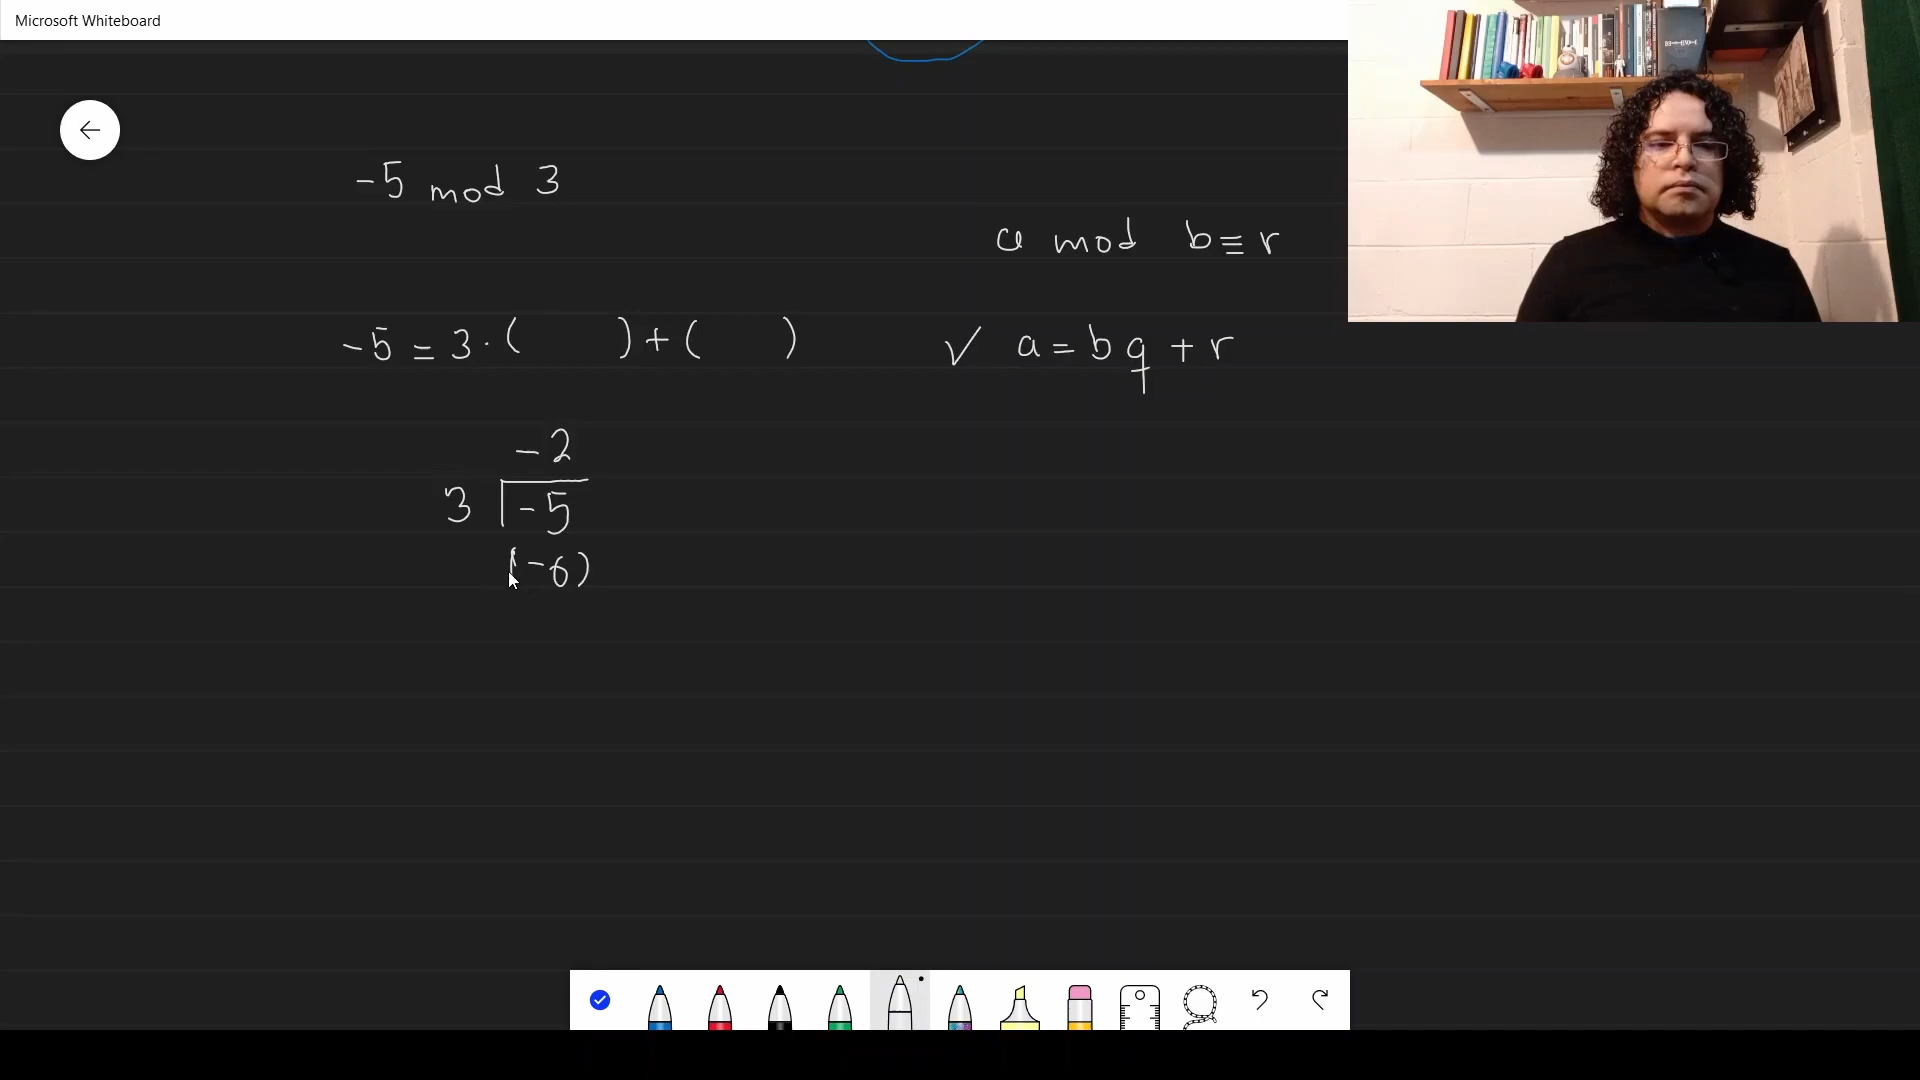 Microsoft Whiteboard
-5 mod 3
a mod b ≡ r
-5 = 3 · ( ) + ( )
✓ a = bq + r
-2
3 -5
(-6)